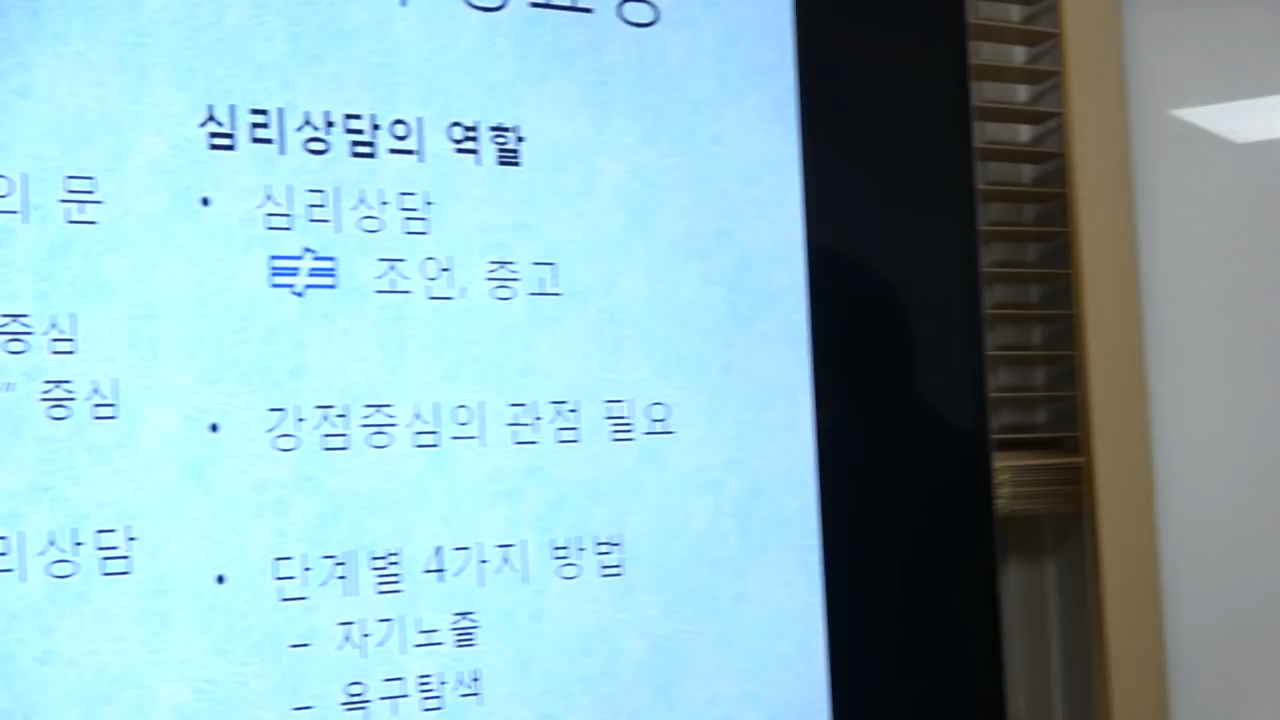 심리상담의 역할
의 문
• 심리상담
≠ 조언, 충고
중심
" 중심
• 강점중심의 관점 필요
리상담
• 단계별 4가지 방법
– 자기노출
– 욕구탐색